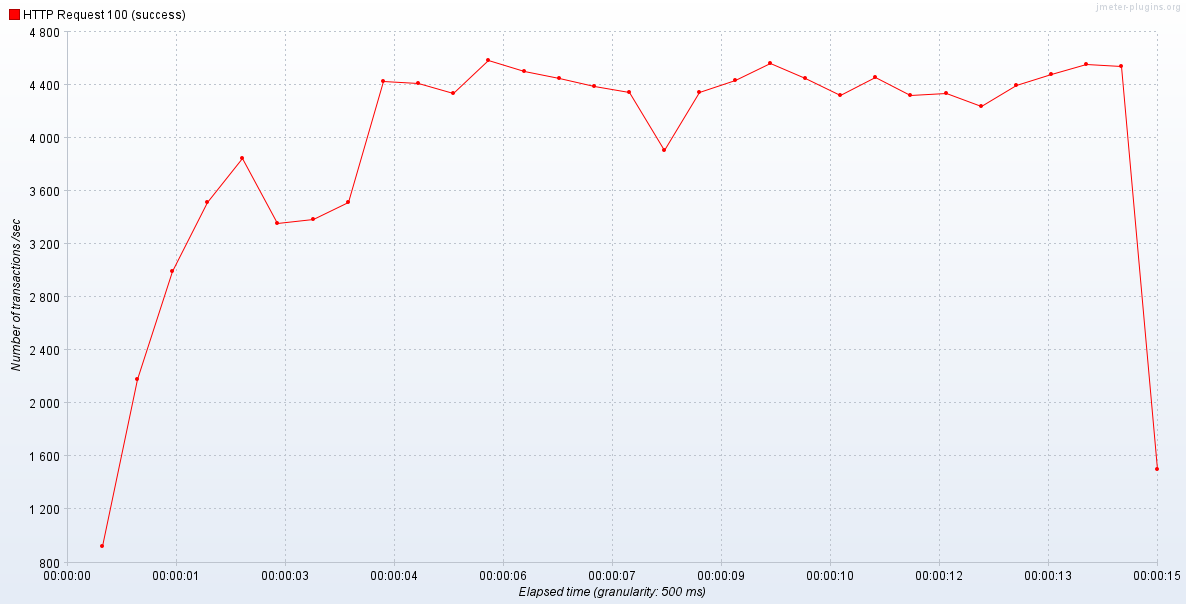 jmeter-plugins.org
HTTP Request 100 (success)
4 800
4 400
4 000
3 600
3 200
2 800
2 400
2 000
1 600
1 200
800
Number of transactions /sec
00:00:00 00:00:01 00:00:03 00:00:04 00:00:06 00:00:07 00:00:09 00:00:10 00:00:12 00:00:13 00:00:15
Elapsed time (granularity: 500 ms)